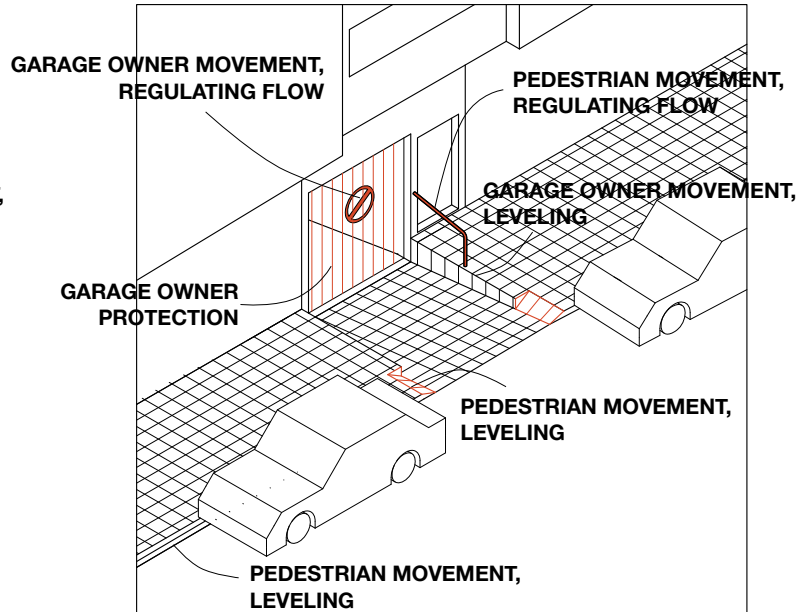 GARAGE OWNER MOVEMENT,
REGULATING FLOW
PEDESTRIAN MOVEMENT,
REGULATING FLOW
GARAGE OWNER MOVEMENT,
LEVELING
GARAGE OWNER
PROTECTION
PEDESTRIAN MOVEMENT,
LEVELING
PEDESTRIAN MOVEMENT,
LEVELING